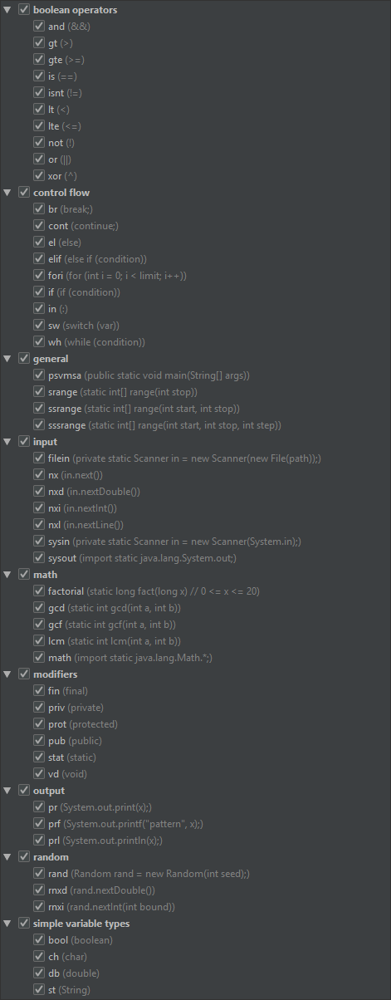 boolean operators
and (&&)
gt (>)
gte (>=)
is (==)
isnt (!=)
lt (<)
lte (<=)
not (!)
or (||)
xor (^)
control flow
br (break;)
cont (continue;)
el (else)
elif (else if (condition))
fori (for (int i = 0; i < limit; i++))
if (if (condition))
in (:)
sw (switch (var))
wh (while (condition))
general
psvmsa (public static void main(String[] args))
srange (static int[] range(int stop))
ssrange (static int[] range(int start, int stop))
sssrange (static int[] range(int start, int stop, int step))
input
filein (private static Scanner in = new Scanner(new File(path));)
nx (in.next())
nxd (in.nextDouble())
nxi (in.nextInt())
nxl (in.nextLine())
sysin (private static Scanner in = new Scanner(System.in);)
sysout (import static java.lang.System.out;)
math
factorial (static long fact(long x) // 0 <= x <= 20)
gcd (static int gcd(int a, int b))
gcf (static int gcf(int a, int b))
lcm (static int lcm(int a, int b))
math (import static java.lang.Math.*;)
modifiers
fin (final)
priv (private)
prot (protected)
pub (public)
stat (static)
vd (void)
output
pr (System.out.print(x);)
prf (System.out.printf("pattern", x);)
prl (System.out.println(x);)
random
rand (Random rand = new Random(int seed);)
rnxd (rand.nextDouble())
rnxi (rand.nextInt(int bound))
simple variable types
bool (boolean)
ch (char)
db (double)
st (String)